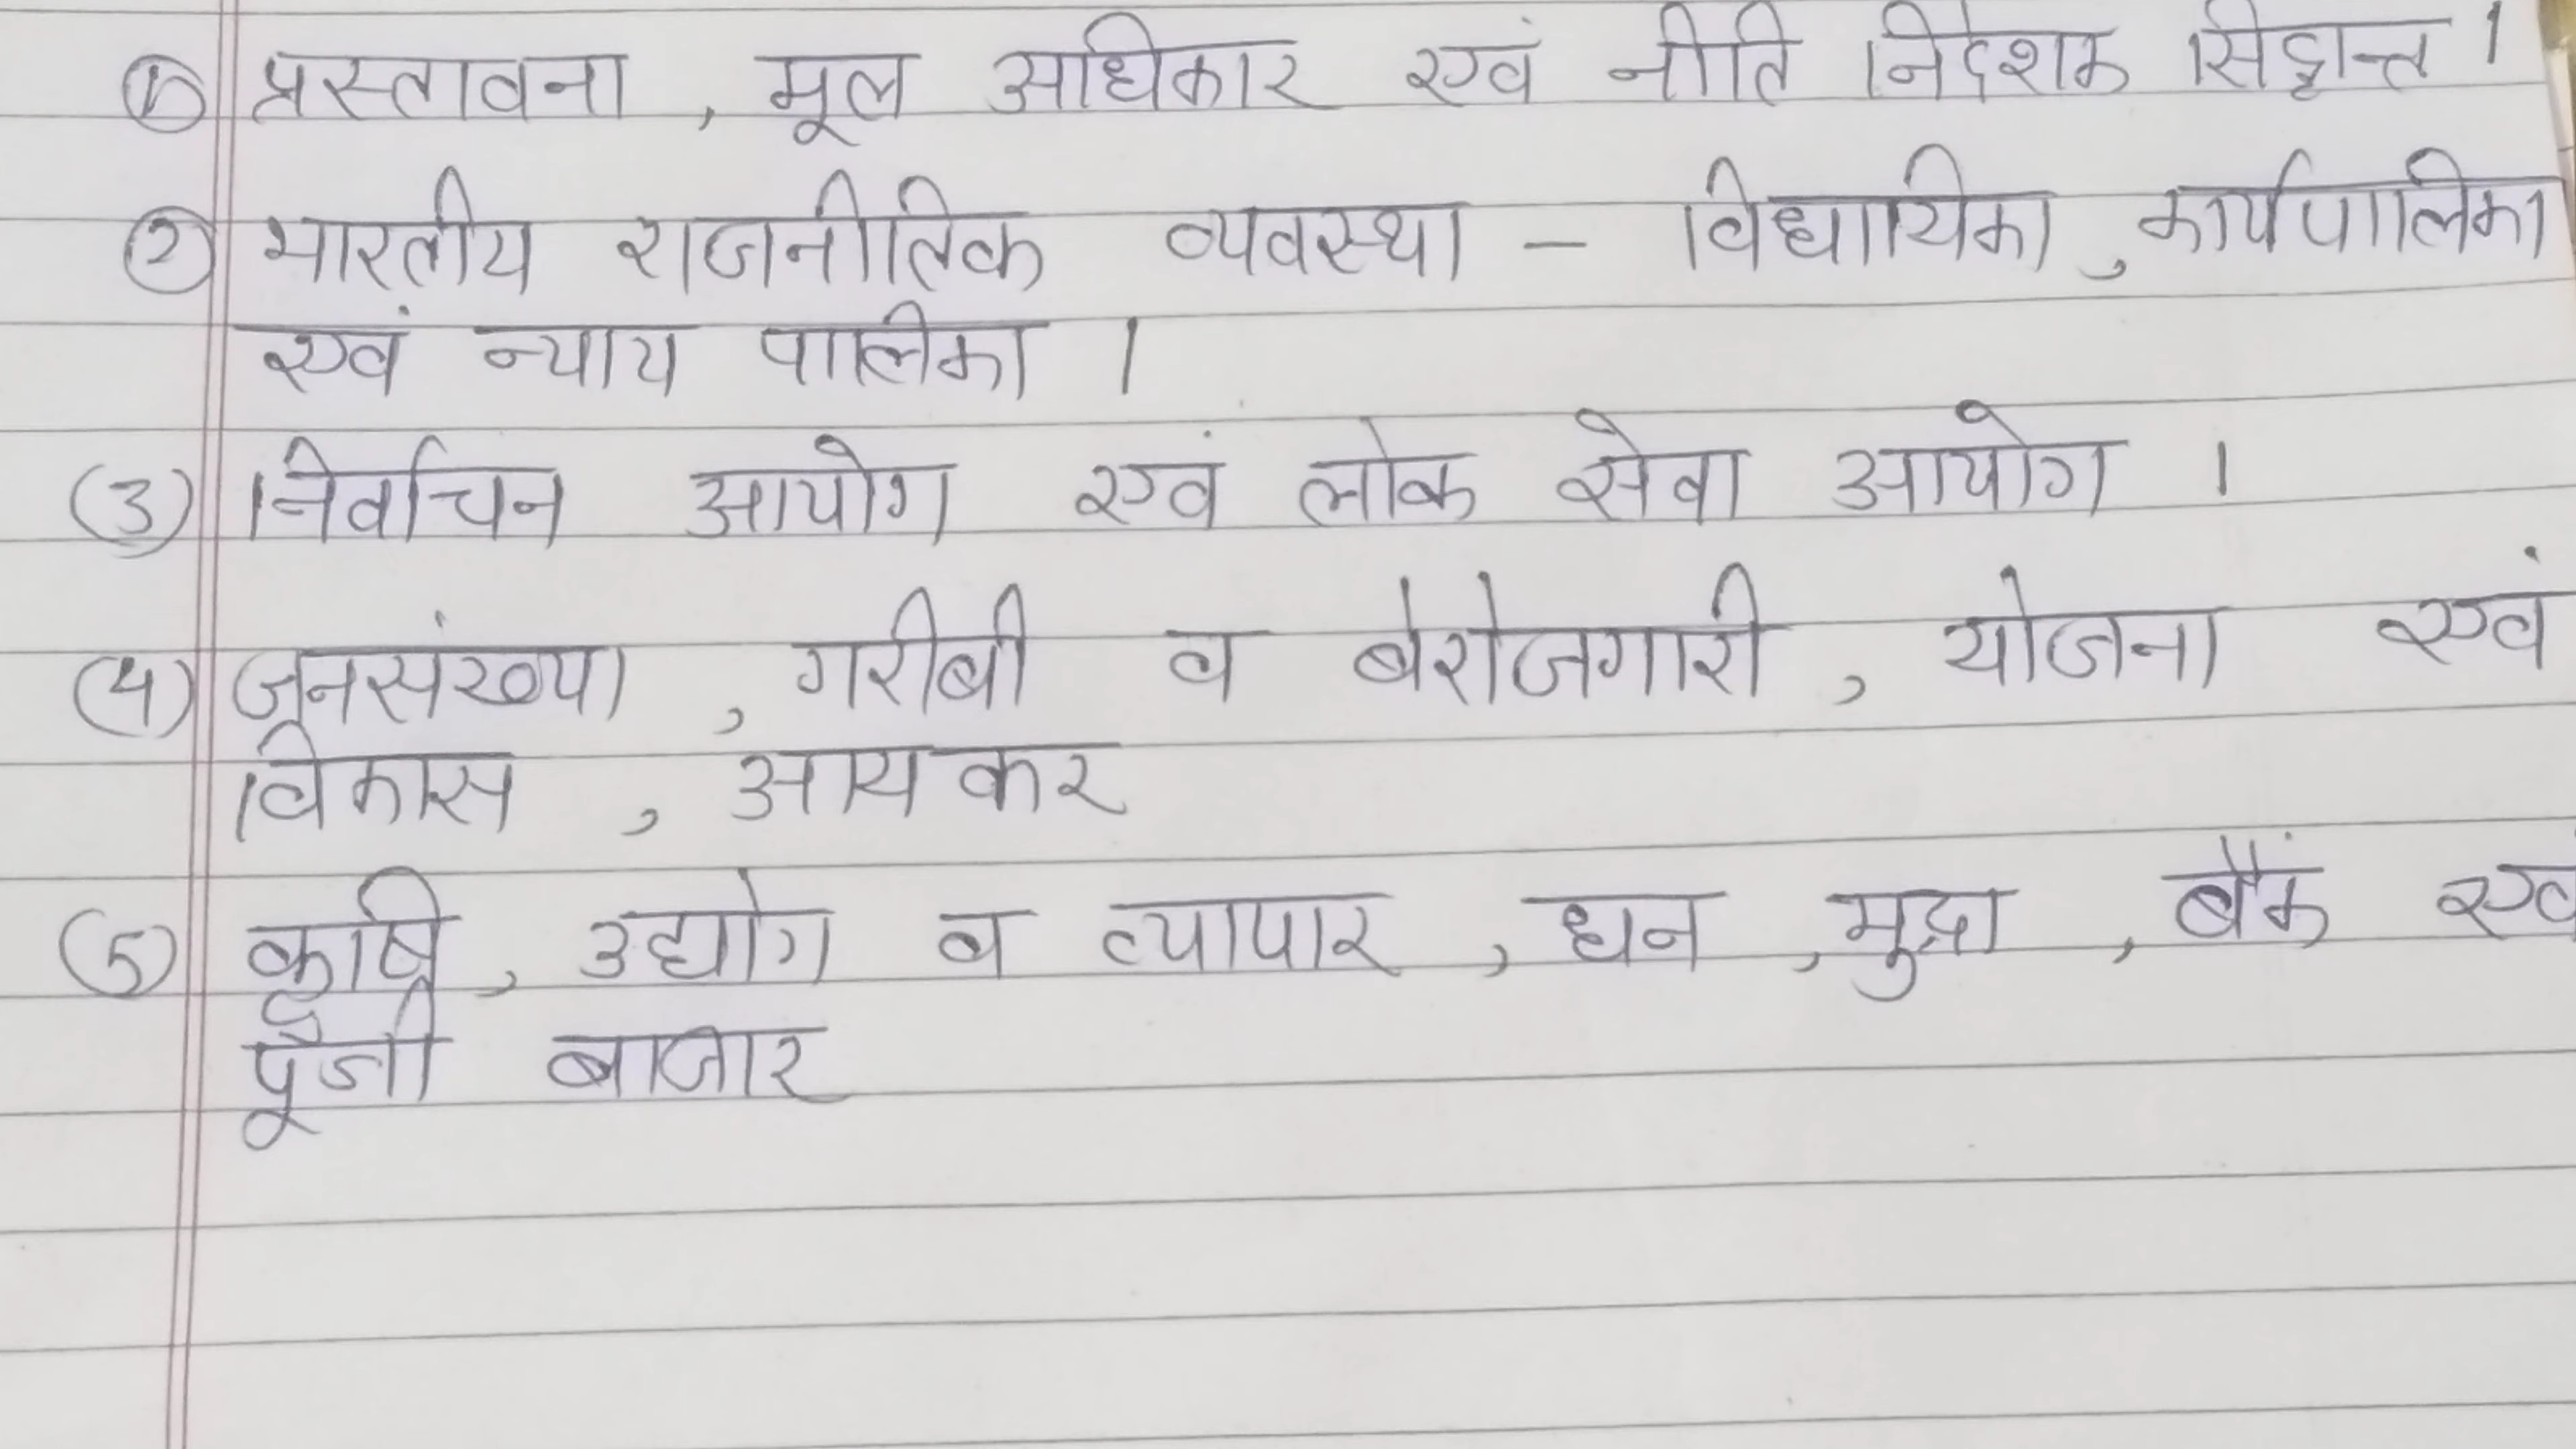 ① प्रस्तावना, मूल अधिकार एवं नीति निदेशक सिद्धान्त ।
② भारतीय राजनीतिक व्यवस्था - विधायिका, कार्यपालिका
एवं न्याय पालिका ।
(3) निर्वाचन आयोग एवं लोक सेवा आयोग ।
(4) जनसंख्या, गरीबी व बेरोजगारी, योजना एवं
विकास, आय कर
(5) कृषि, उद्योग व व्यापार, धन, मुद्रा, बैंक एवं
पूँजी बाजार